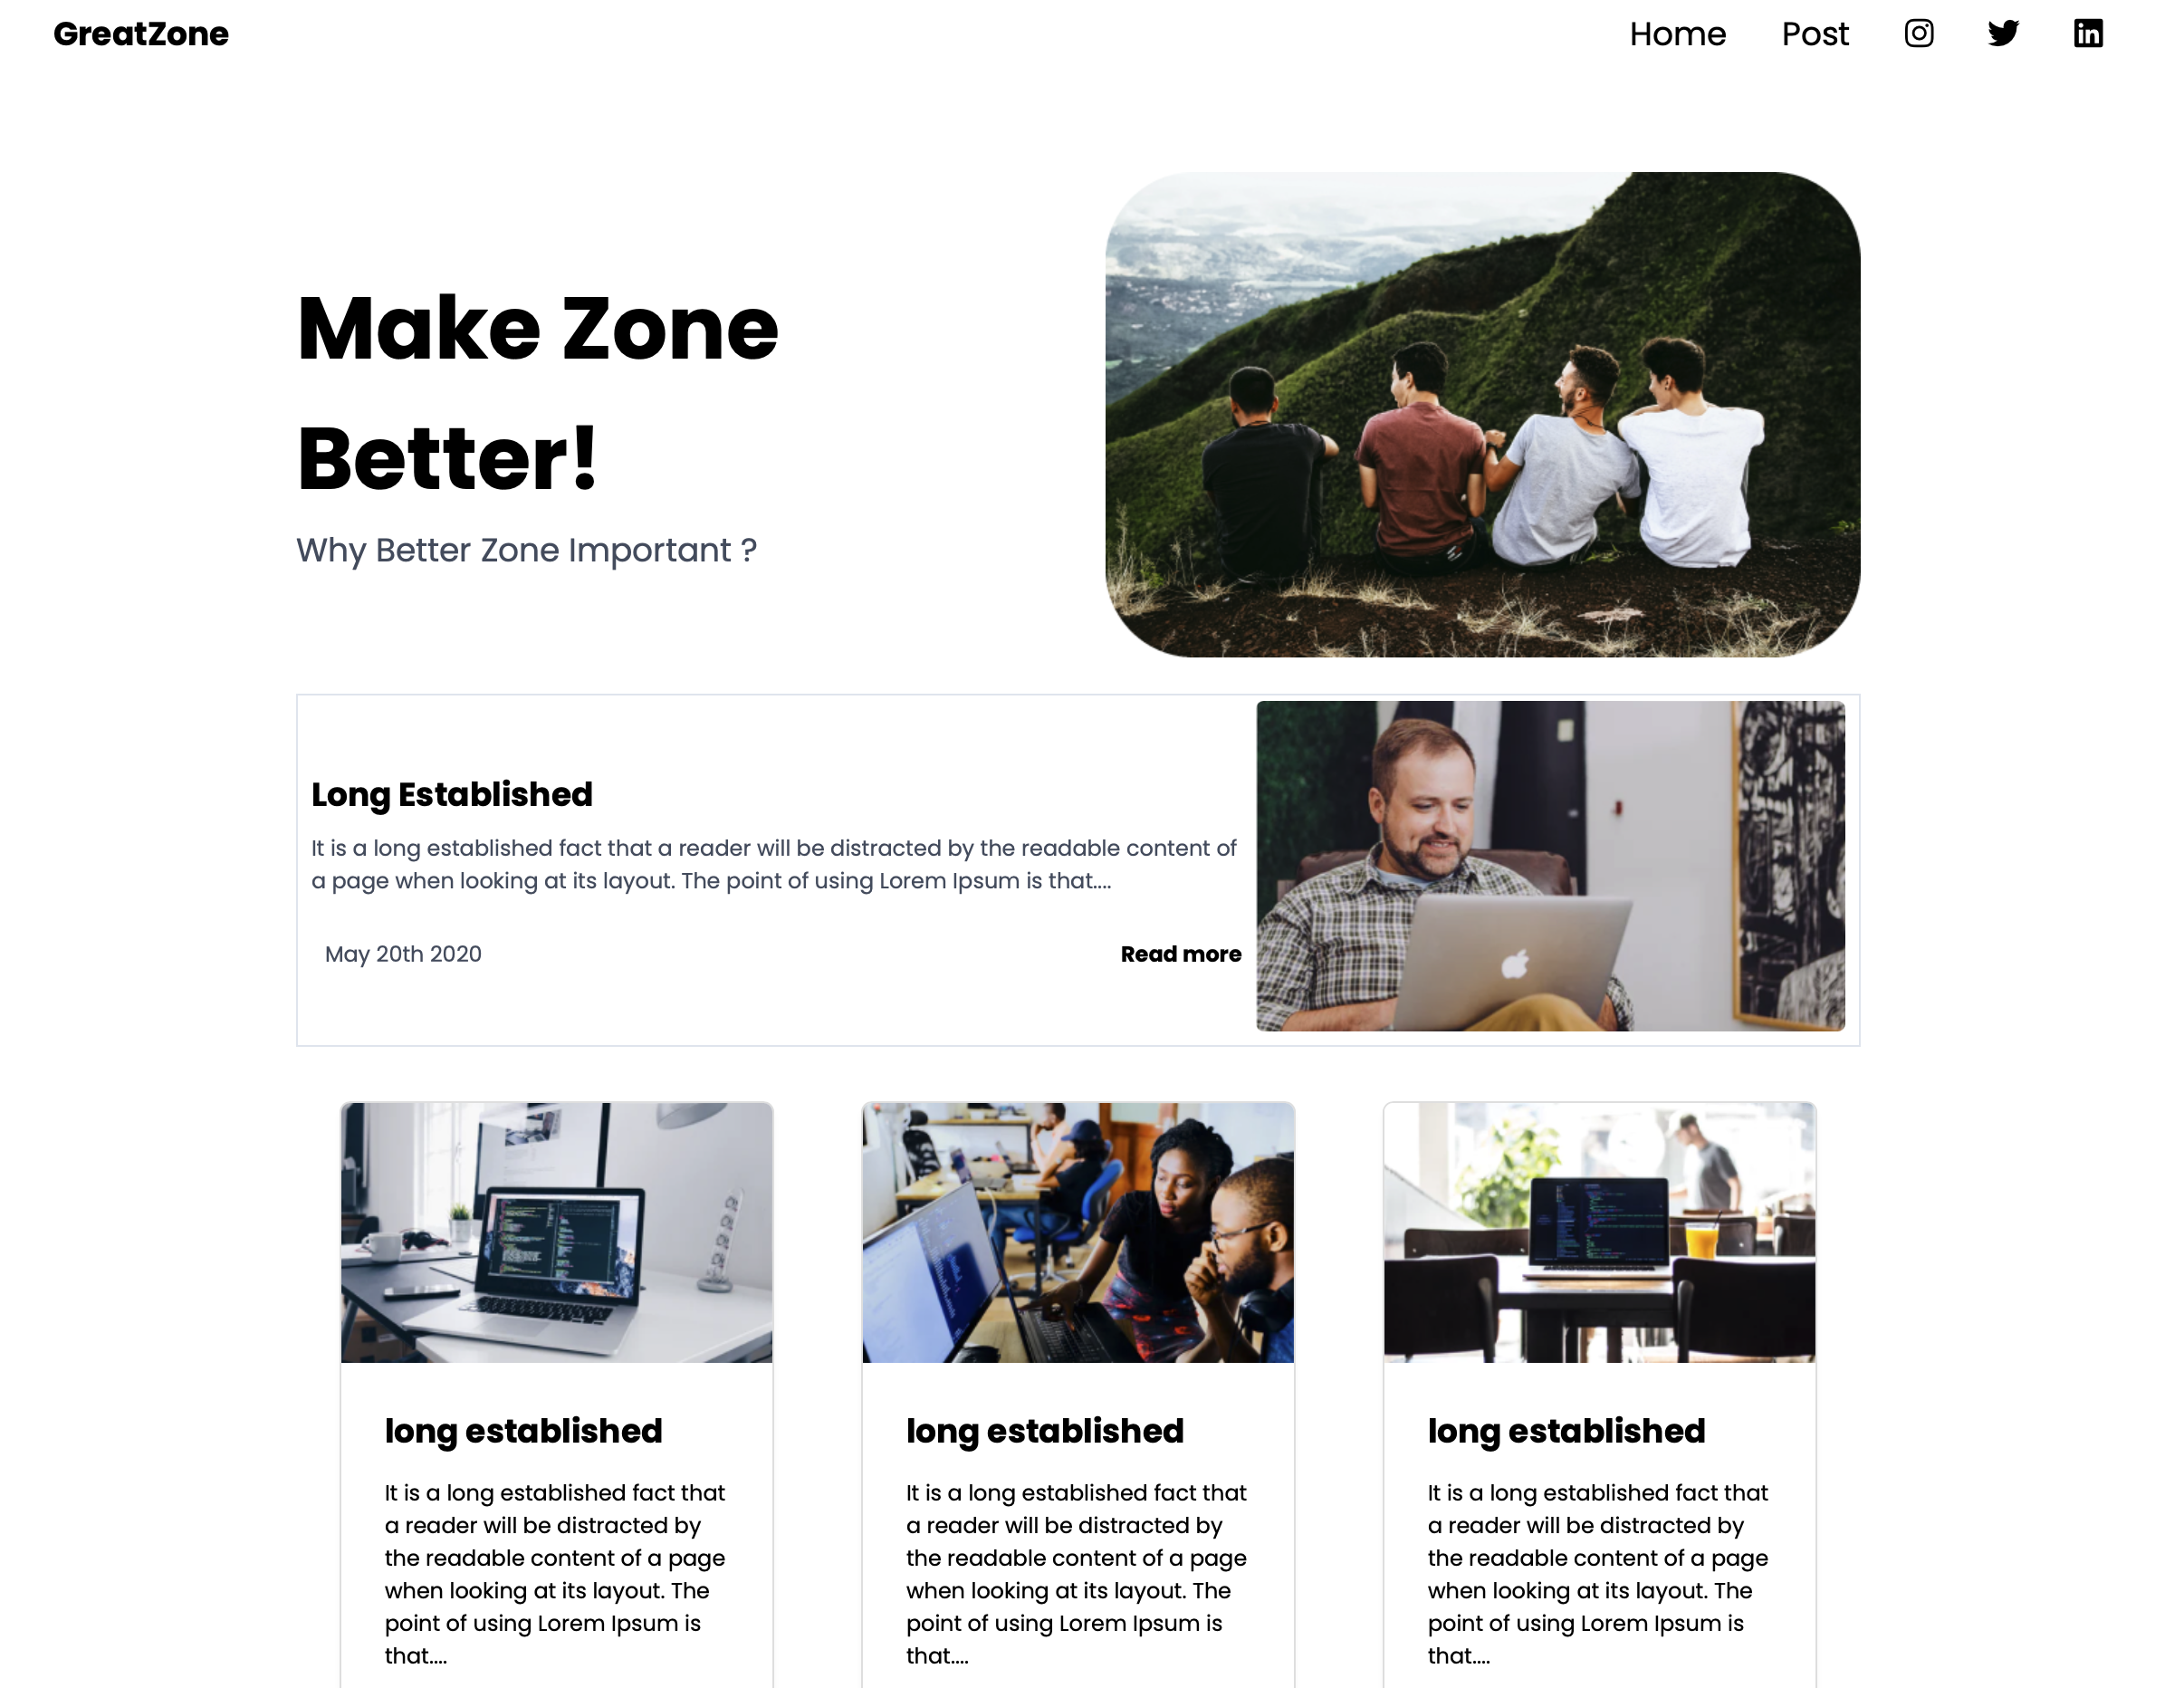 GreatZone
Home
Post
Make Zone
Better!
Why Better Zone Important ?
Long Established
It is a long established fact that a reader will be distracted by the readable content of
a page when looking at its layout. The point of using Lorem Ipsum is that....
May 20th 2020
Read more
long established
It is a long established fact that
a reader will be distracted by
the readable content of a page
when looking at its layout. The
point of using Lorem Ipsum is
that....
long established
It is a long established fact that
a reader will be distracted by
the readable content of a page
when looking at its layout. The
point of using Lorem Ipsum is
that....
long established
It is a long established fact that
a reader will be distracted by
the readable content of a page
when looking at its layout. The
point of using Lorem Ipsum is
that....